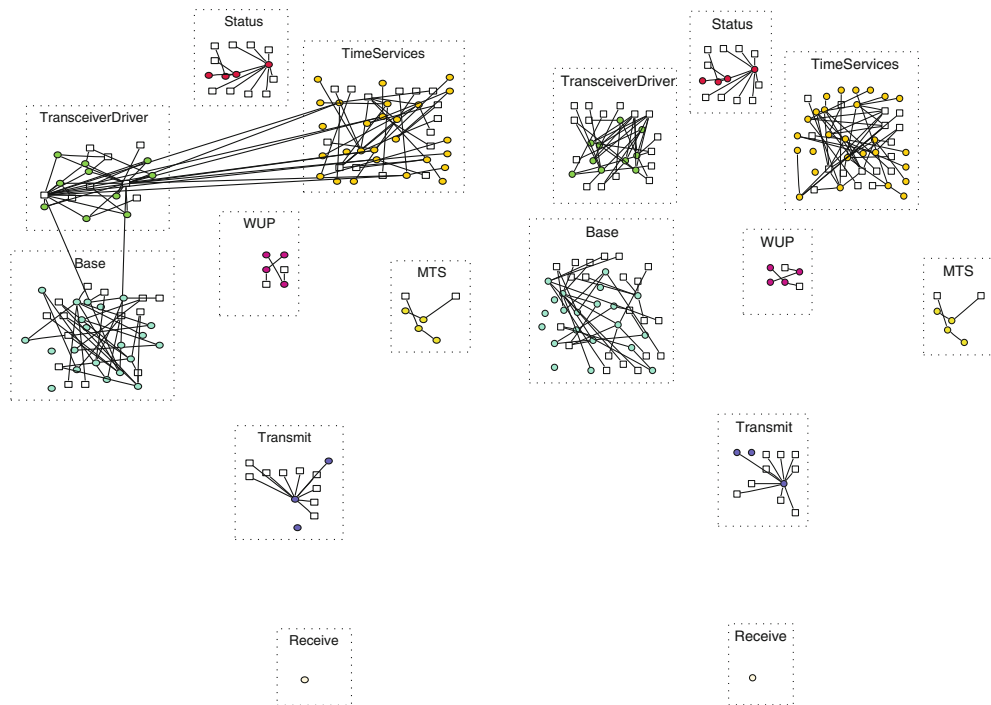 Status
TimeServices
TransceiverDriver
WUP
Base
MTS
Transmit
Receive
Status
TimeServices
TransceiverDriver
Base
WUP
MTS
Transmit
Receive